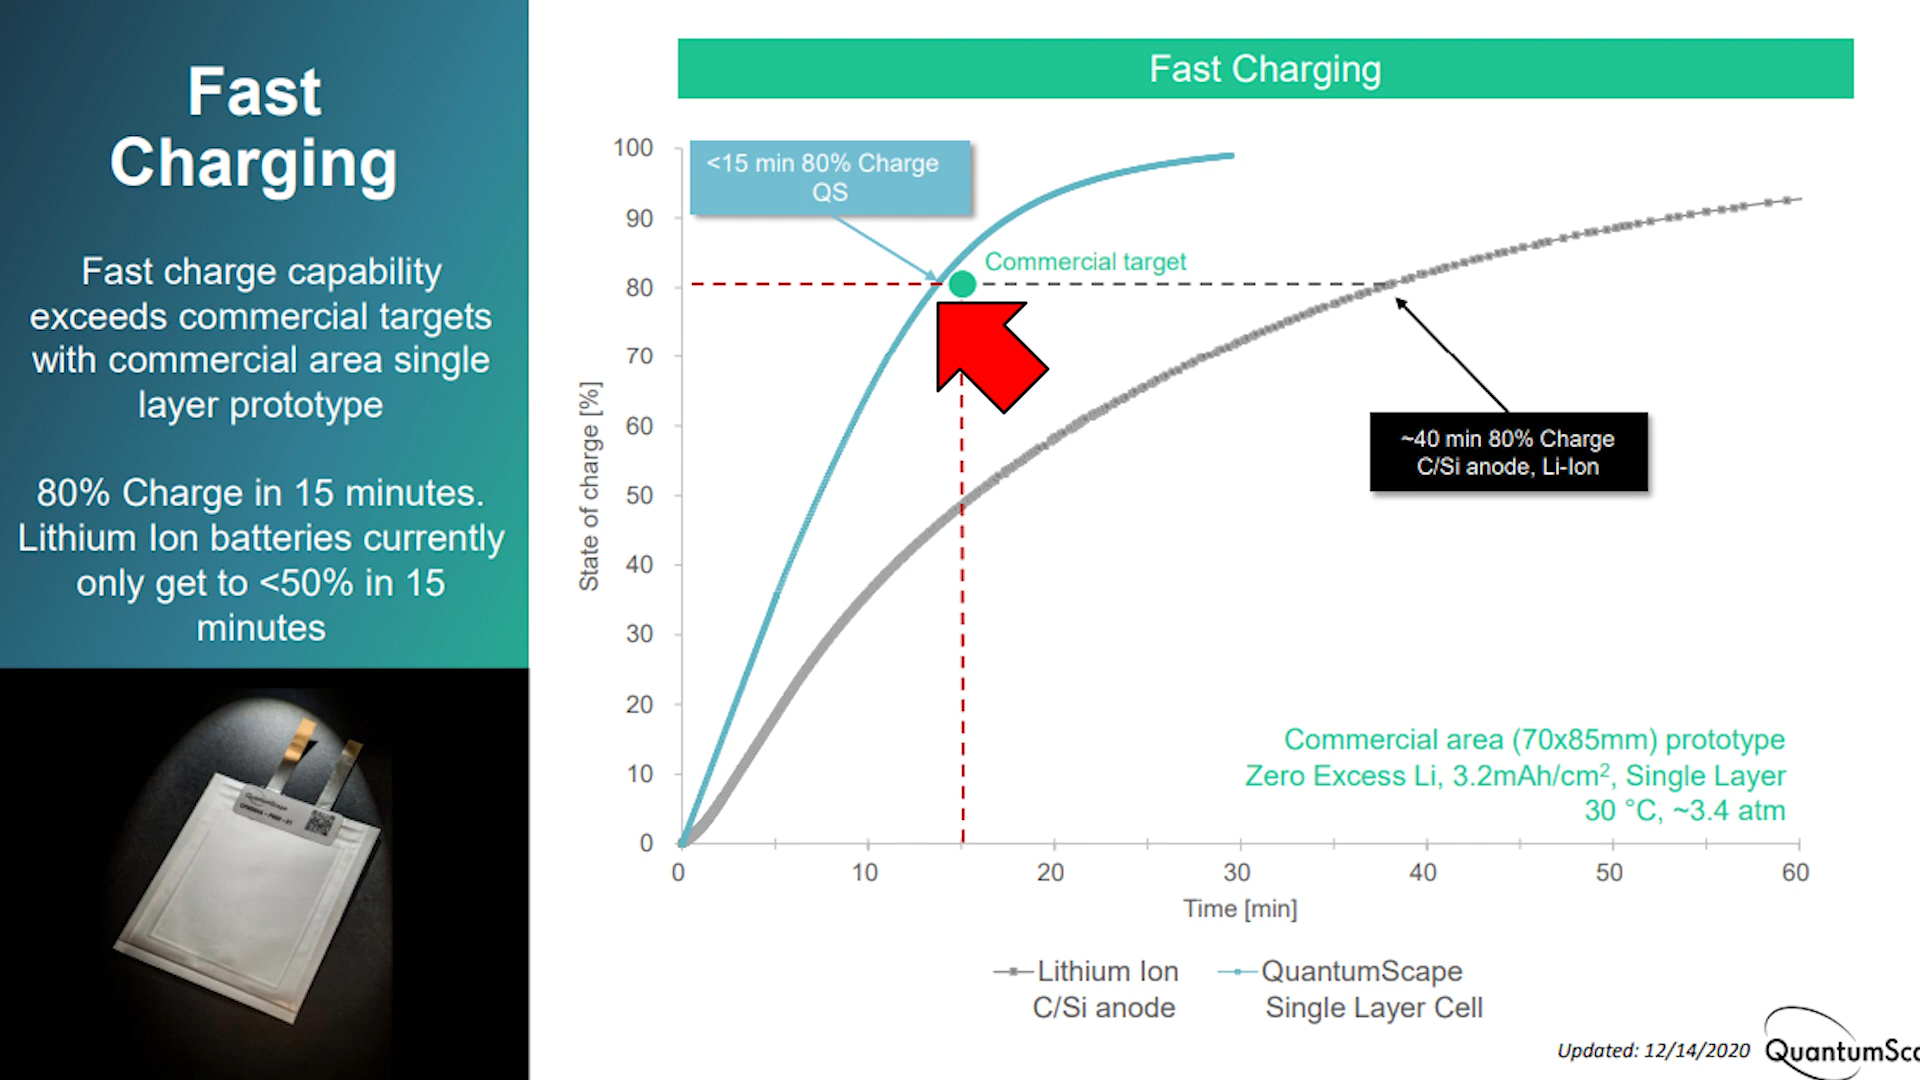 Fast
Charging
Fast charge capability
exceeds commercial targets
with commercial area single
layer prototype
80% Charge in 15 minutes.
Lithium Ion batteries currently
only get to <50% in 15
minutes
QuantumScape
Fast Charging
<15 min 80% Charge
QS
Commercial target
~40 min 80% Charge
C/Si anode, Li-Ion
State of charge [%]
100
90
80
70
60
50
40
30
20
10
0
0 10 20 30 40 50 60
Time [min]
Commercial area (70x85mm) prototype
Zero Excess Li, 3.2mAh/cm², Single Layer
30 °C, ~3.4 atm
Lithium Ion
C/Si anode
QuantumScape
Single Layer Cell
Updated: 12/14/2020
QuantumSca